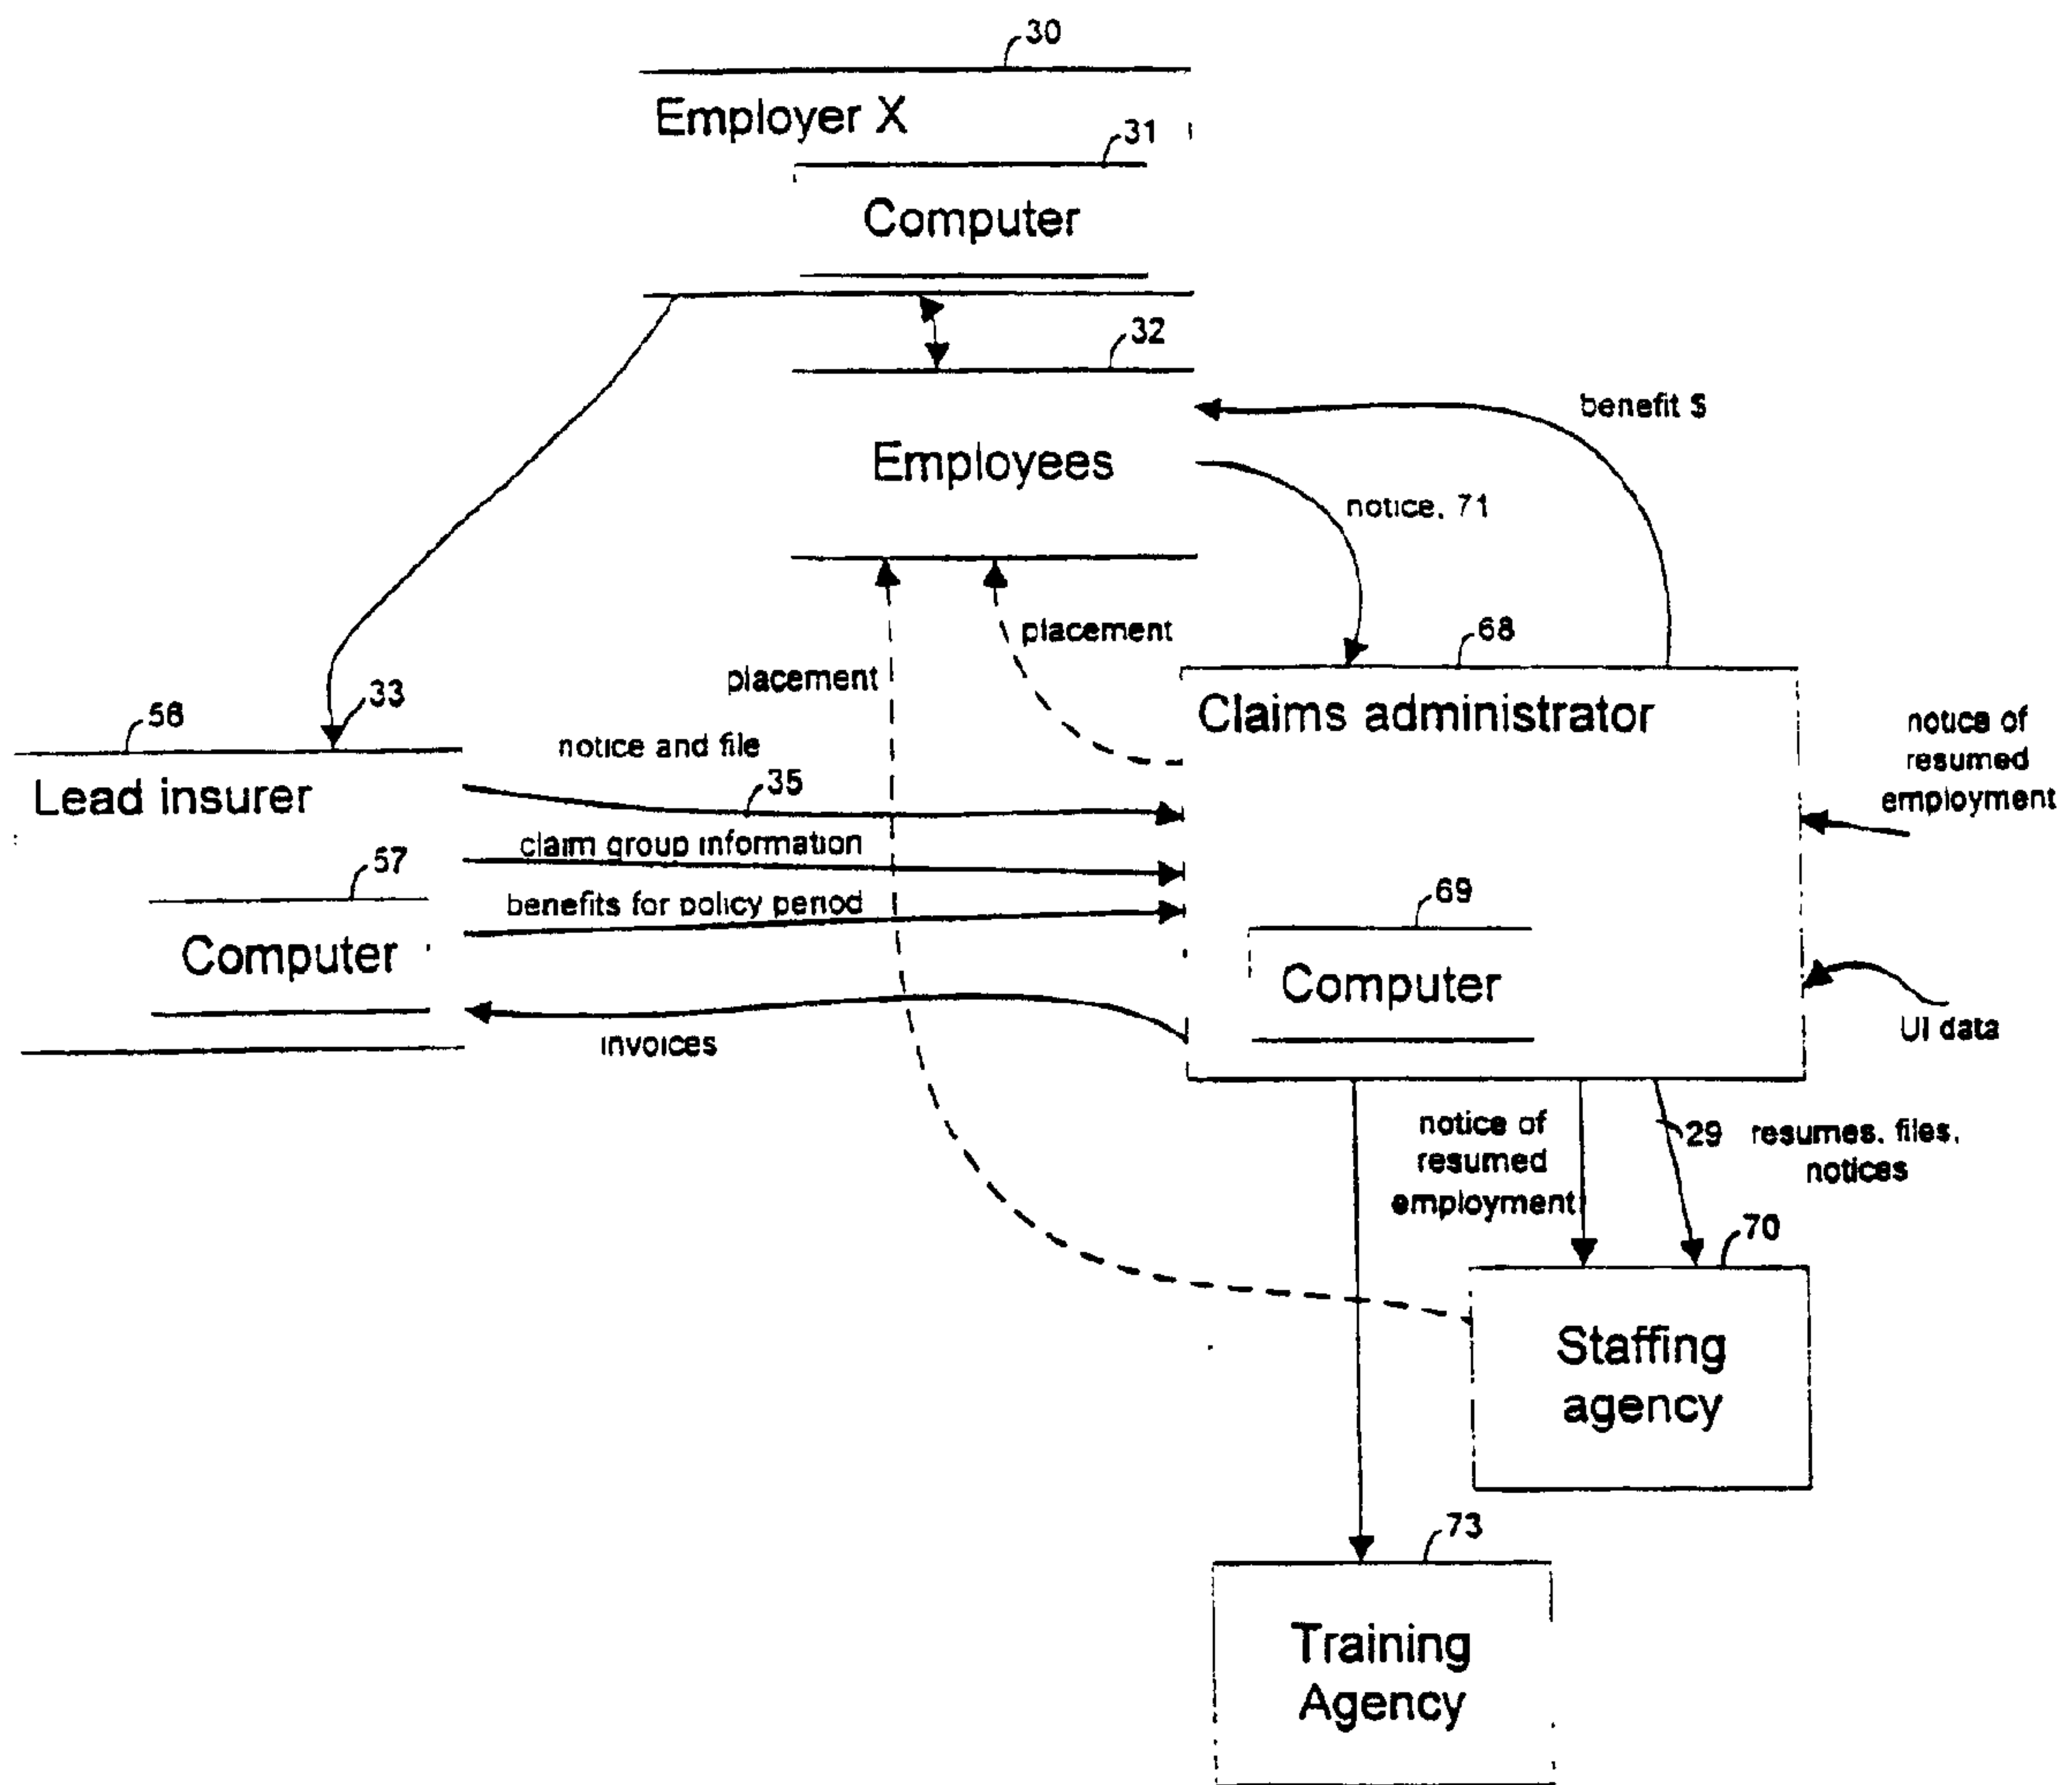 30
Employer X
31
Computer
32
benefit $
Employees
notice, 71
placement
68
placement
33
56
Claims administrator
notice of
resumed
employment
notice and file
Lead insurer
35
claim group information
57
69
benefits for policy period
Computer
Computer
UI data
invoices
notice of
resumed
employment
29 resumes, files,
notices
70
Staffing
agency
73
Training
Agency